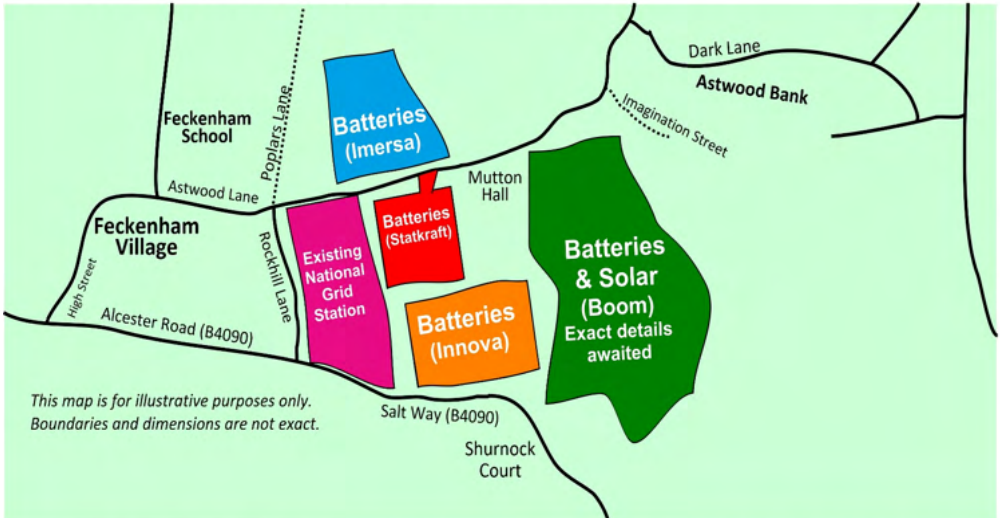 Dark Lane
Astwood Bank
Imagination Street
Feckenham
School
Poplars Lane
Batteries
(Imersa)
Mutton
Hall
Astwood Lane
Feckenham
Village
High Street
Rockhill Lane
Existing
National
Grid
Station
Batteries
(Statkraft)
Batteries
(Innova)
Batteries
& Solar
(Boom)
Exact details
awaited
Alcester Road (B4090)
Salt Way (B4090)
Shurnock
Court
This map is for illustrative purposes only.
Boundaries and dimensions are not exact.